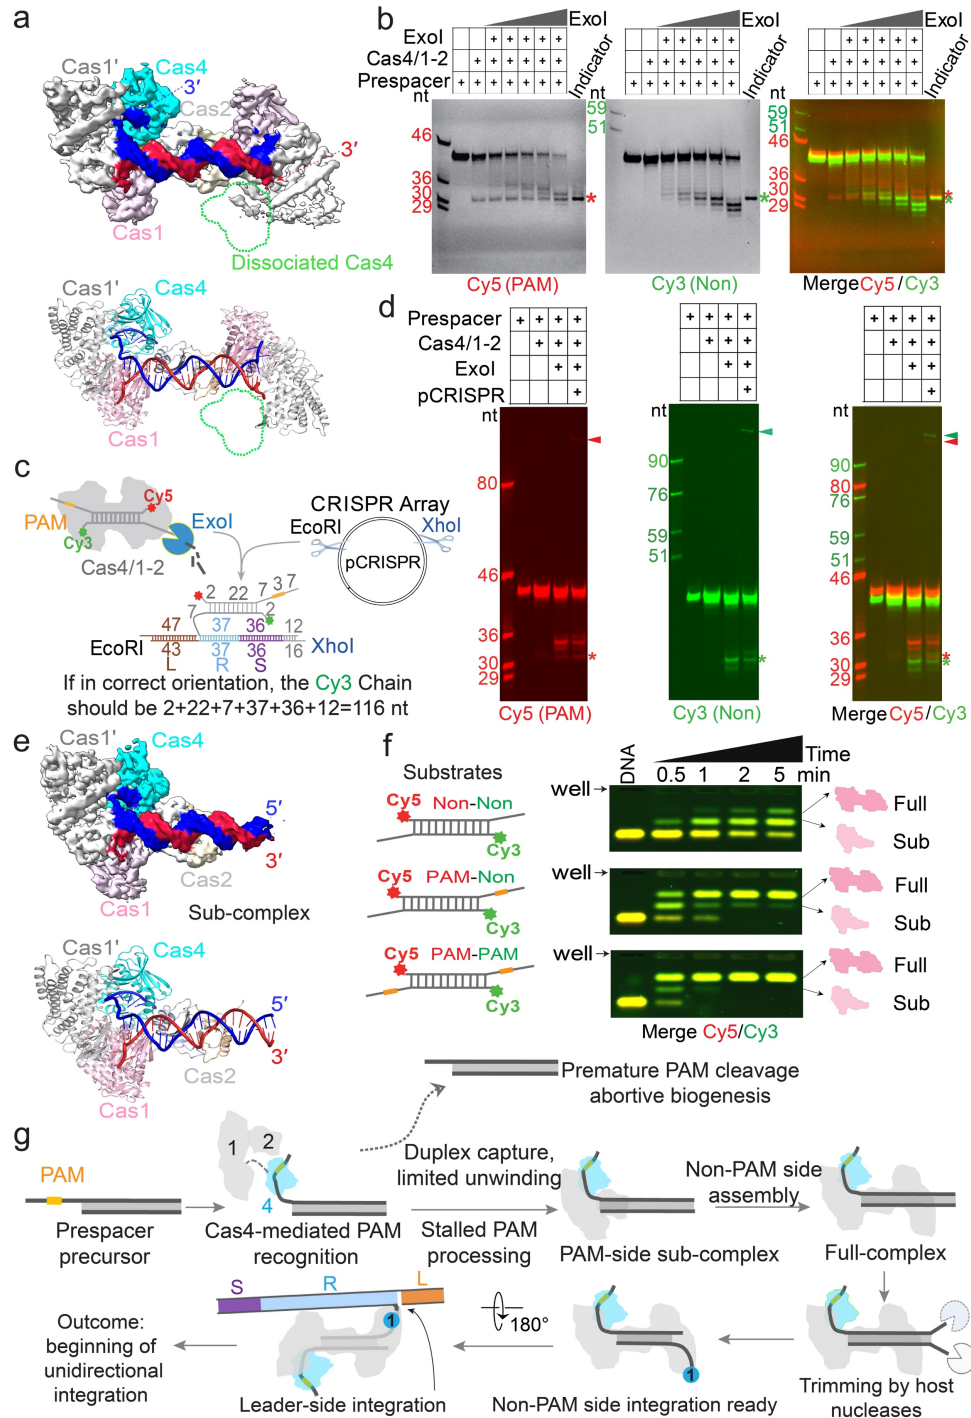 a
Cas1'
Cas4
3′
Cas2
3′
Cas1
Dissociated Cas4
Cas1'
Cas4
Cas1
b
ExoI
ExoI + + + + +
Cas4/1-2 + + + + + +
Prespacer + + + + + + +
Indicator
nt
46
36
30
29
*
Cy5 (PAM)
ExoI
+ + + + +
+ + + + + +
+ + + + + + +
Indicator
nt
59
51
*
Cy3 (Non)
ExoI
+ + + + +
+ + + + + +
+ + + + + + +
Indicator
59
51
46
36
30
29
*
Merge Cy5/Cy3
c
PAM
Cy5
Cy3
ExoI
Cas4/1-2
CRISPR Array
EcoRI
XhoI
pCRISPR
2 22 7 3 7
7 2
47 37 36 12
EcoRI
XhoI
43 37 36 16
L R S
If in correct orientation, the Cy3 Chain
should be 2+22+7+37+36+12=116 nt
d
Prespacer + + + +
Cas4/1-2 + + +
ExoI + +
pCRISPR +
nt
80
46
36
30
29
*
Cy5 (PAM)
+ + + +
+ + +
+ +
+
nt
90
76
59
51
*
Cy3 (Non)
+ + + +
+ + +
+ +
+
nt
90
80
76
59
51
46
36
30
29
*
*
Merge Cy5/Cy3
e
Cas1'
Cas4
5′
3′
Cas2
Cas1
Sub-complex
Cas1'
Cas4
5′
3′
Cas2
Cas1
f
Substrates
DNA
Time
0.5 1 2 5 min
Cy5 Non-Non
Cy3
well
Full
Sub
Cy5 PAM-Non
Cy3
well
Full
Sub
Cy5 PAM-PAM
Cy3
well
Full
Sub
Merge Cy5/Cy3
Premature PAM cleavage
abortive biogenesis
g
PAM
Prespacer
precursor
1
2
4
Cas4-mediated PAM
recognition
Duplex capture,
limited unwinding
Stalled PAM
processing
PAM-side sub-complex
Non-PAM side
assembly
Full-complex
Trimming by host
nucleases
1
Non-PAM side integration ready
180°
S R L
1
Leader-side integration
Outcome:
beginning of
unidirectional
integration